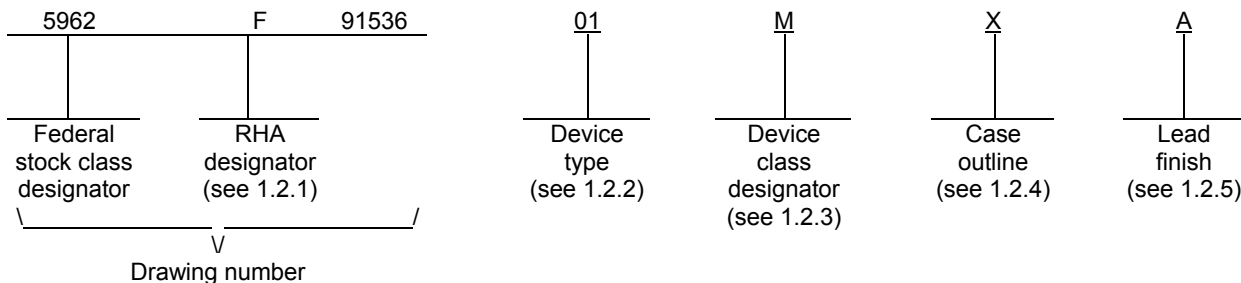 5962 F 91536 01 M X A
Federal stock class designator
RHA designator (see 1.2.1)
Device type (see 1.2.2)
Device class designator (see 1.2.3)
Case outline (see 1.2.4)
Lead finish (see 1.2.5)
\ / \/
Drawing number